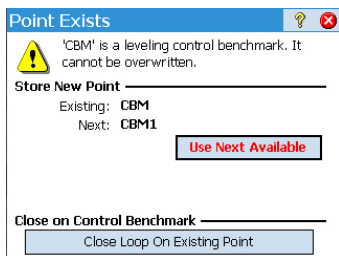 Point Exists
'CBM' is a leveling control benchmark. It
cannot be overwritten.
Store New Point
Existing: CBM
Next: CBM1
Use Next Available
Close on Control Benchmark
Close Loop On Existing Point